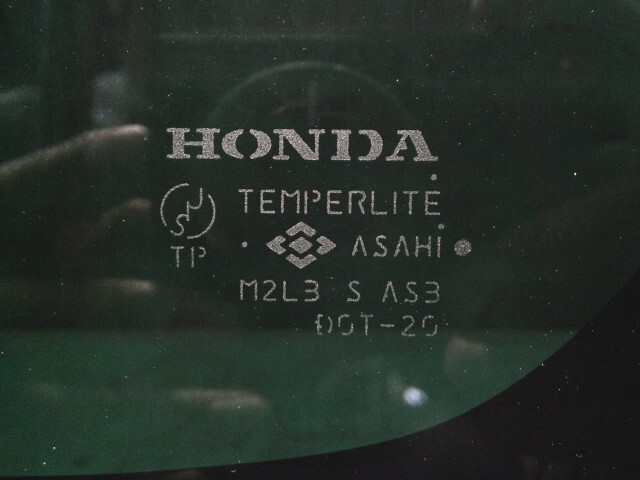 HONDA
TEMPERLITE
TP
ASAHI
M2L3 S AS3
DOT-20